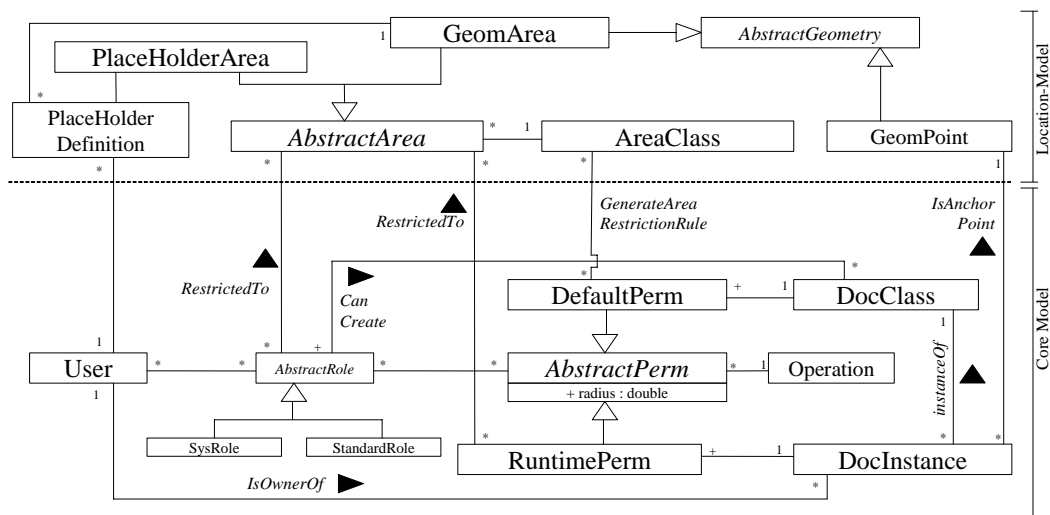 GeomArea
AbstractGeometry
1
PlaceHolderArea
*
PlaceHolder
Definition
AbstractArea
*
1
AreaClass
GeomPoint
Location-Model
*
*
*
*
1
RestrictedTo
GenerateArea
RestrictionRule
IsAnchor
Point
RestrictedTo
Can
Create
*
*
*
DefaultPerm
+
1
DocClass
1
Core Model
1
*
+
User
*
*
AbstractRole
*
*
AbstractPerm
*
1
Operation
+ radius : double
instanceOf
1
SysRole
StandardRole
*
*
*
RuntimePerm
+
1
DocInstance
IsOwnerOf
*